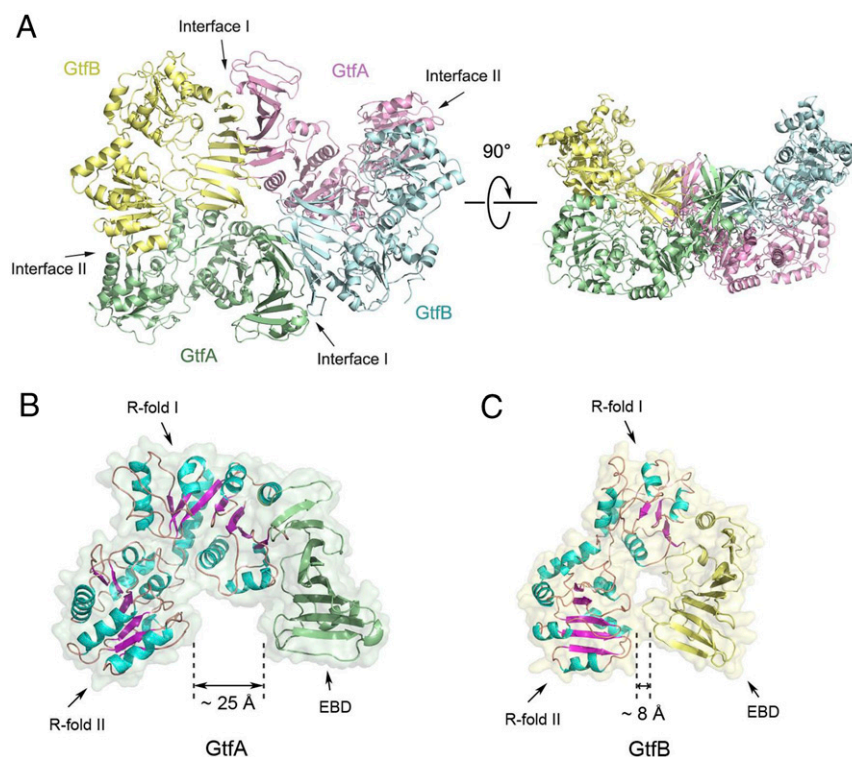 A
Interface I
GtfB
GtfA
Interface II
90°
Interface II
GtfB
GtfA
Interface I
B
C
R-fold I
R-fold I
~ 25 Å
EBD
~ 8 Å
EBD
R-fold II
R-fold II
GtfA
GtfB